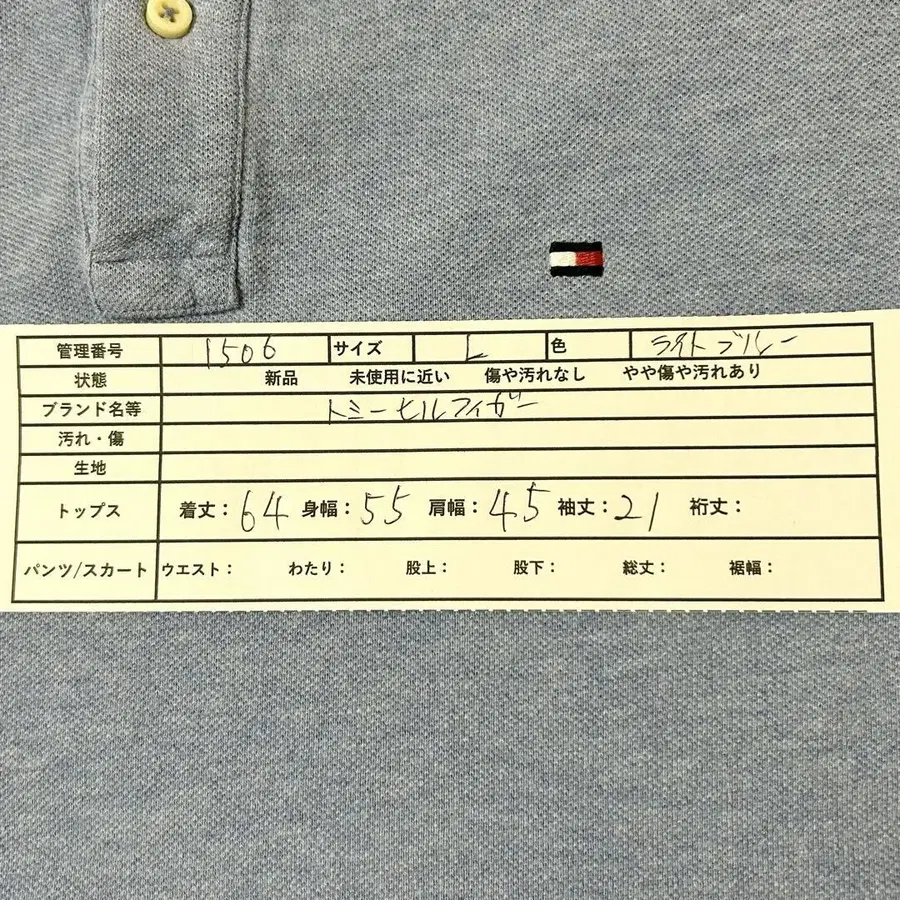 管理番号 1506 サイズ L 色 ライトブルー
状態 新品 未使用に近い 傷や汚れなし やや傷や汚れあり
ブランド名等 トミーヒルフィガー
汚れ・傷
生地
トップス 着丈：64 身幅：55 肩幅：45 袖丈：21 裄丈：
パンツ/スカート ウエスト： わたり： 股上： 股下： 総丈： 裾幅：